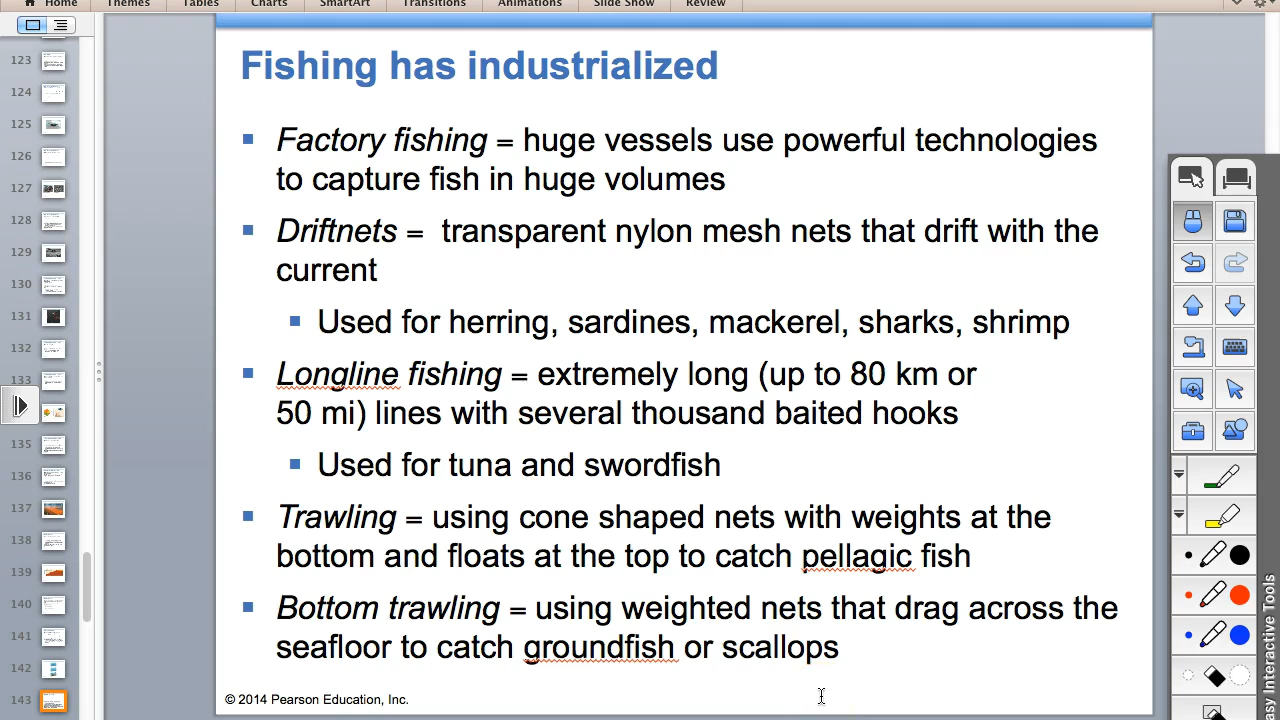 Home Themes Tables Charts SmartArt Transitions Animations Slide Show Review
Fishing has industrialized
Factory fishing = huge vessels use powerful technologies
to capture fish in huge volumes
Driftnets = transparent nylon mesh nets that drift with the
current
Used for herring, sardines, mackerel, sharks, shrimp
Longline fishing = extremely long (up to 80 km or
50 mi) lines with several thousand baited hooks
Used for tuna and swordfish
Trawling = using cone shaped nets with weights at the
bottom and floats at the top to catch pellagic fish
Bottom trawling = using weighted nets that drag across the
seafloor to catch groundfish or scallops
© 2014 Pearson Education, Inc.
123
124
125
126
127
128
129
130
131
132
133
135
136
137
138
139
140
141
142
143
Interactive Tools